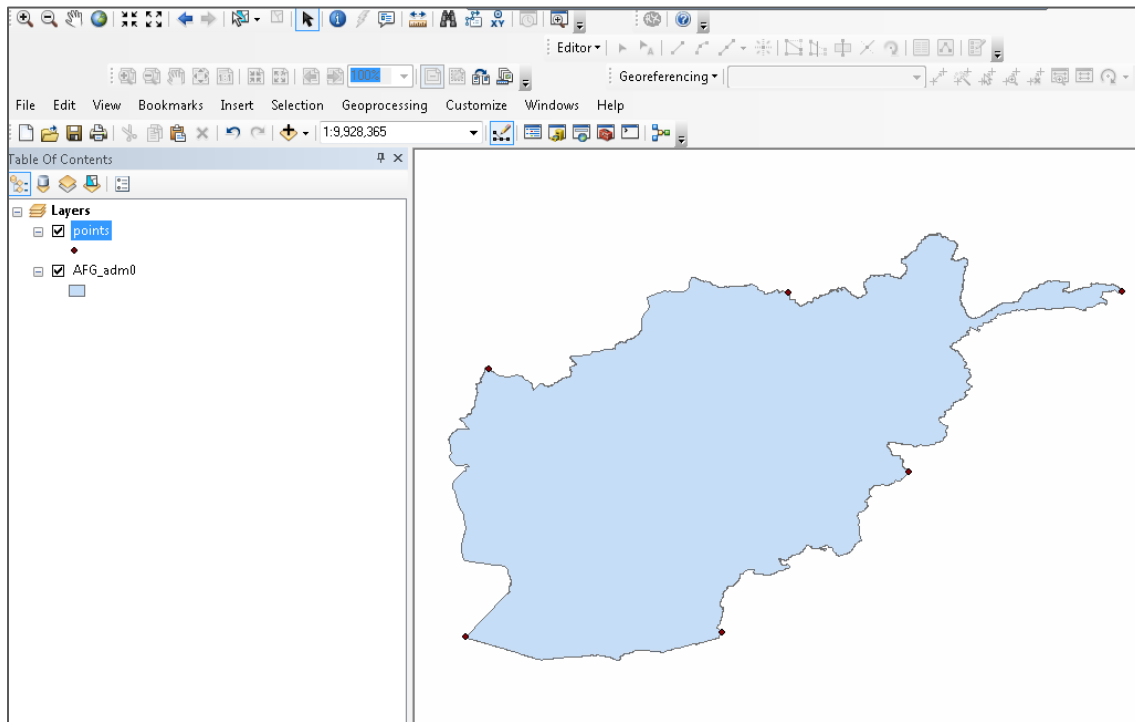 Editor
100%
Georeferencing
File Edit View Bookmarks Insert Selection Geoprocessing Customize Windows Help
1:9,928,365
Table Of Contents
Layers
points
AFG_adm0